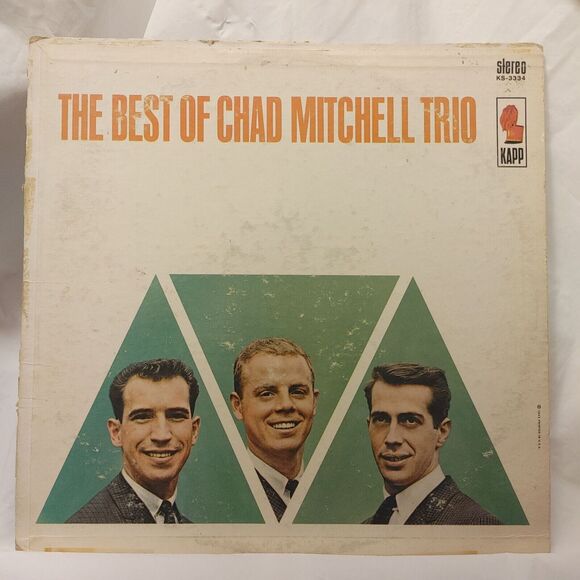 stereo
KS-3334
THE BEST OF CHAD MITCHELL TRIO
KAPP